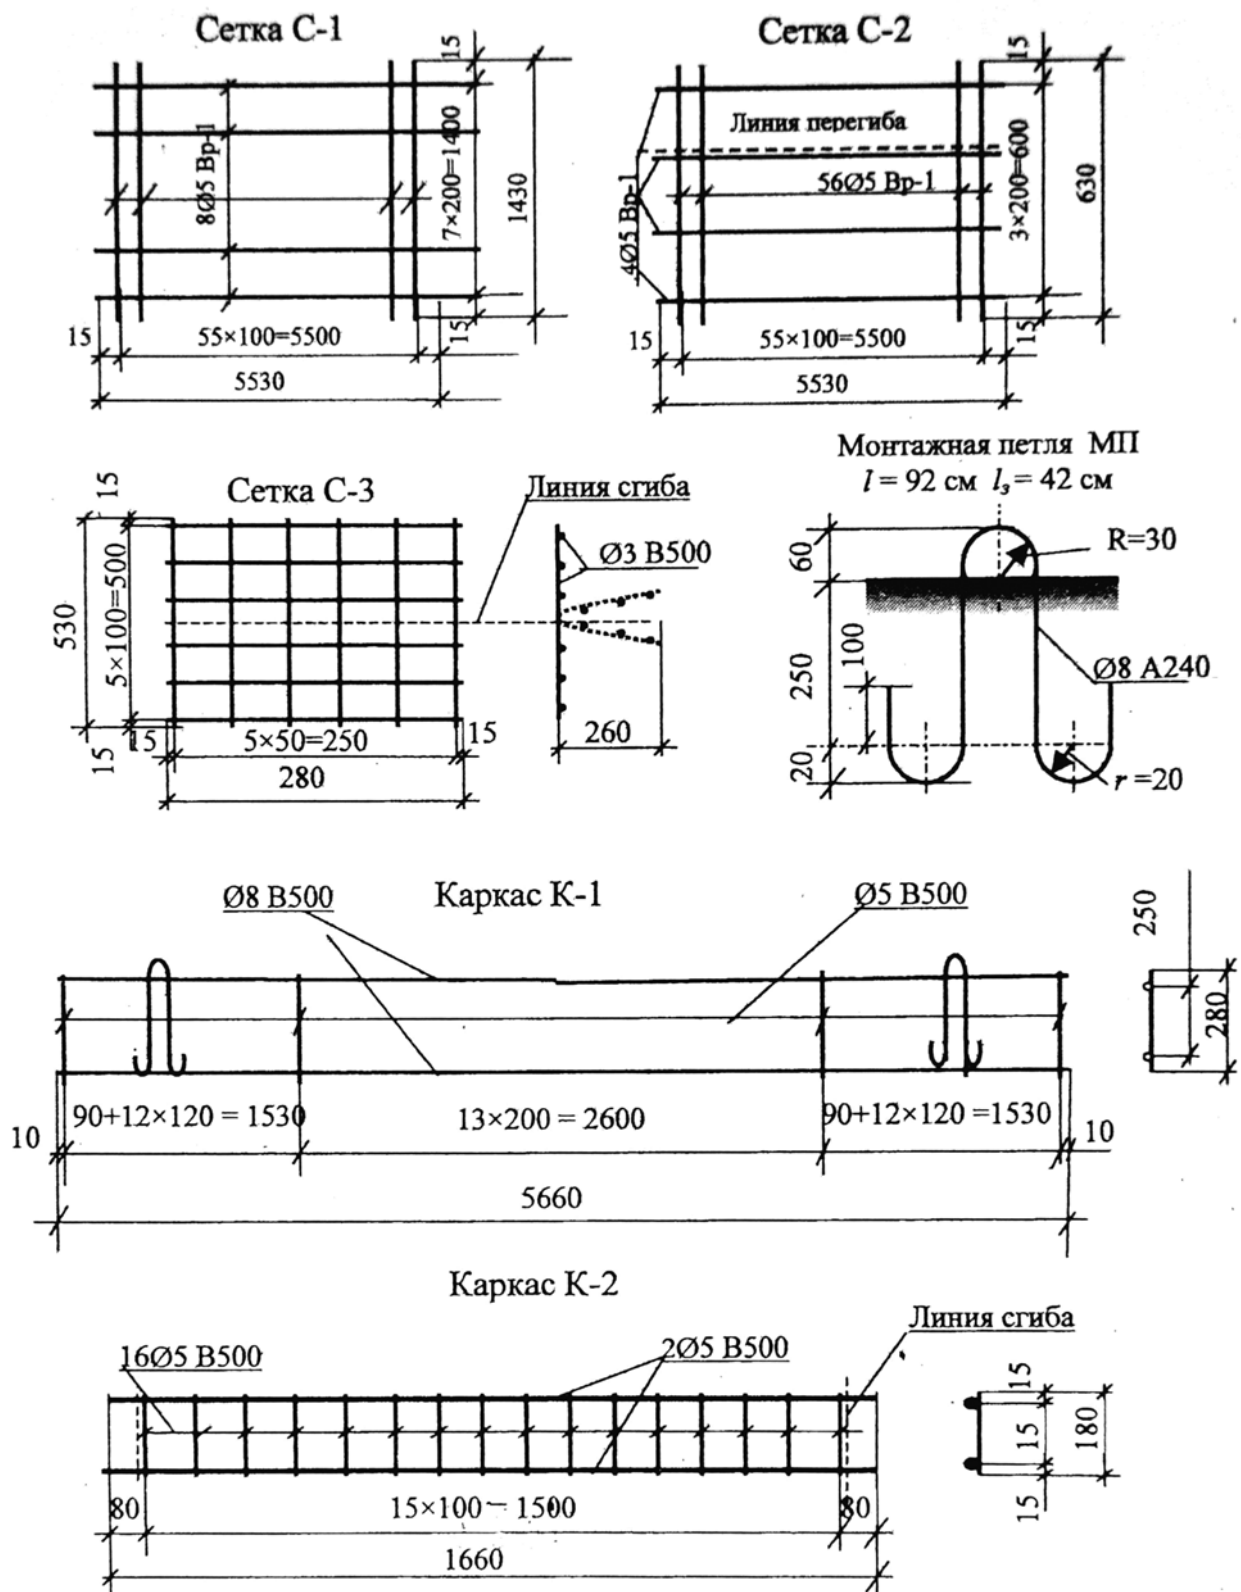 Сетка С-1
15
8Ø5 Вр-1
7×200=1400
1430
15
55×100=5500
15
5530
Сетка С-2
15
Линия перегиба
4Ø5 Вр-1
56Ø5 Вр-1
3×200=600
630
15
55×100=5500
15
5530
Сетка С-3
15
530
5×100=500
15
15
5×50=250
15
280
Линия сгиба
Ø3 В500
260
Монтажная петля МП
l = 92 см lз = 42 см
60
R=30
250
100
Ø8 А240
20
r =20
Каркас К-1
Ø8 В500
Ø5 В500
250
280
10
90+12×120 = 1530
13×200 = 2600
90+12×120 =1530
10
5660
Каркас К-2
Линия сгиба
16Ø5 В500
2Ø5 В500
15
15
180
15
80
15×100 = 1500
80
1660